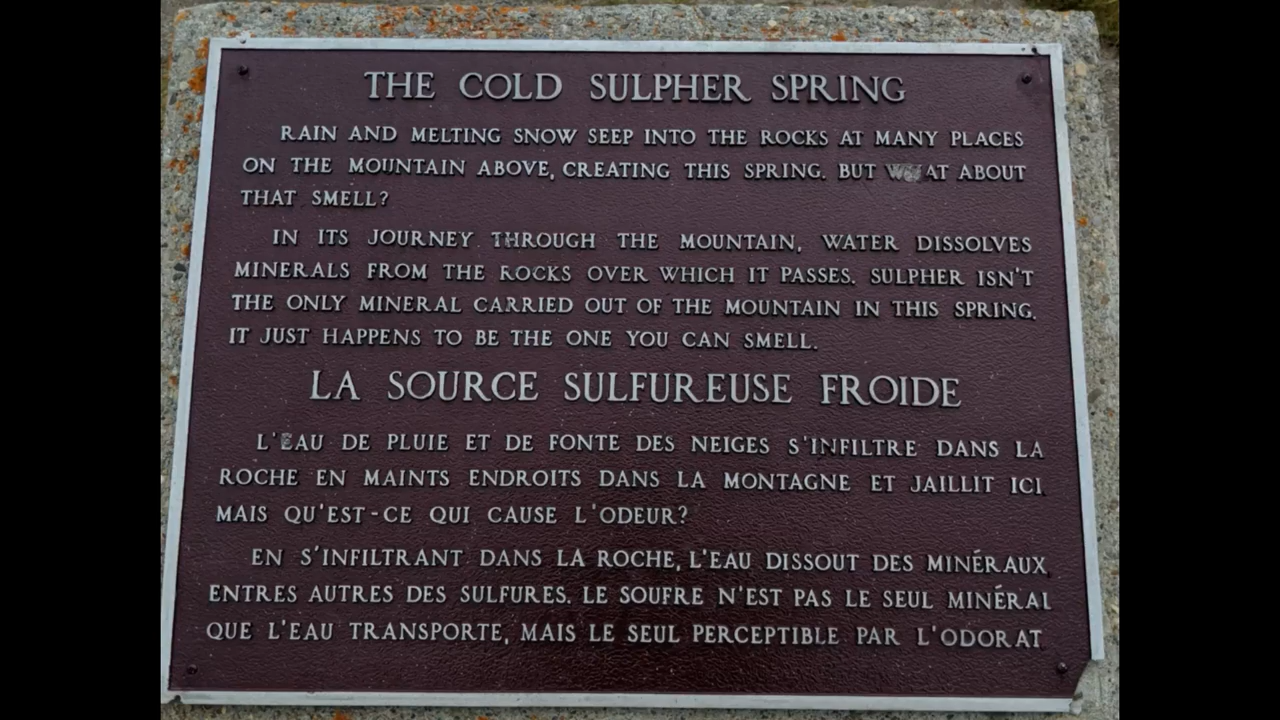 THE COLD SULPHER SPRING
RAIN AND MELTING SNOW SEEP INTO THE ROCKS AT MANY PLACES
ON THE MOUNTAIN ABOVE, CREATING THIS SPRING. BUT WHAT ABOUT
THAT SMELL?
IN ITS JOURNEY THROUGH THE MOUNTAIN, WATER DISSOLVES
MINERALS FROM THE ROCKS OVER WHICH IT PASSES. SULPHER ISN'T
THE ONLY MINERAL CARRIED OUT OF THE MOUNTAIN IN THIS SPRING.
IT JUST HAPPENS TO BE THE ONE YOU CAN SMELL.
LA SOURCE SULFUREUSE FROIDE
L'EAU DE PLUIE ET DE FONTE DES NEIGES S'INFILTRE DANS LA
ROCHE EN MAINTS ENDROITS DANS LA MONTAGNE ET JAILLIT ICI
MAIS QU'EST-CE QUI CAUSE L'ODEUR?
EN S'INFILTRANT DANS LA ROCHE, L'EAU DISSOUT DES MINÉRAUX
ENTRES AUTRES DES SULFURES. LE SOUFRE N'EST PAS LE SEUL MINÉRAL
QUE L'EAU TRANSPORTE, MAIS LE SEUL PERCEPTIBLE PAR L'ODORAT